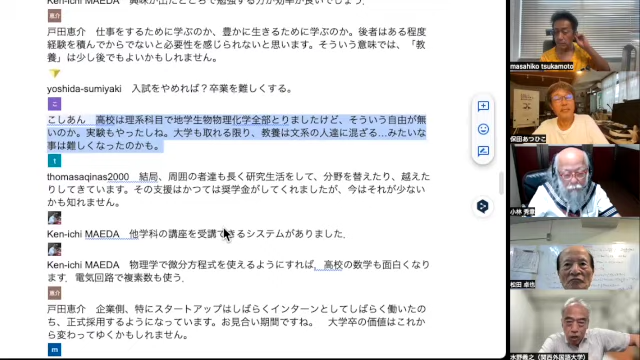 Ken-ichi MAEDA 興味が出たところで勉強する方が効率が良いでしょう.
恵介
戸田恵介 仕事をするために学ぶのか、豊かに生きるために学ぶのか。後者はある程度
経験を積んでからでないと必要性を感じられないと思います。そういう意味では、「教
養」は少し後でもよいかもしれません。
yoshida-sumiyaki 入試をやめれば？卒業を難しくする。
こ
こしあん 高校は理系科目で地学生物物理化学全部とりましたけど、そういう自由が無
いのか。実験もやったしね。大学も取れる限り、教養は文系の人達に混ざる…みたいな
事は難しくなったのかも。
t
thomasaqinas2000 結局、周囲の者達も長く研究生活をして、分野を替えたり、越えた
りしてきています。その支援はかつては奨学金がしてくれましたが、今はそれが少ない
かも知れません。
Ken-ichi MAEDA 他学科の講座を受講できるシステムがありました.
Ken-ichi MAEDA 物理学で微分方程式を使えるようにすれば，高校の数学も面白くなり
ます. 電気回路で複素数も使う.
恵介
戸田恵介 企業側、特にスタートアップはしばらくインターンとしてしばらく働いたの
ち、正式採用するようになっています。お見合い期間ですね。 大学卒の価値はこれか
ら変わってゆくかもしれません。
m
masahiko tsukamoto
保田あつひこ
小林 秀章
松田 卓也
水野義之（関西外国語大学）